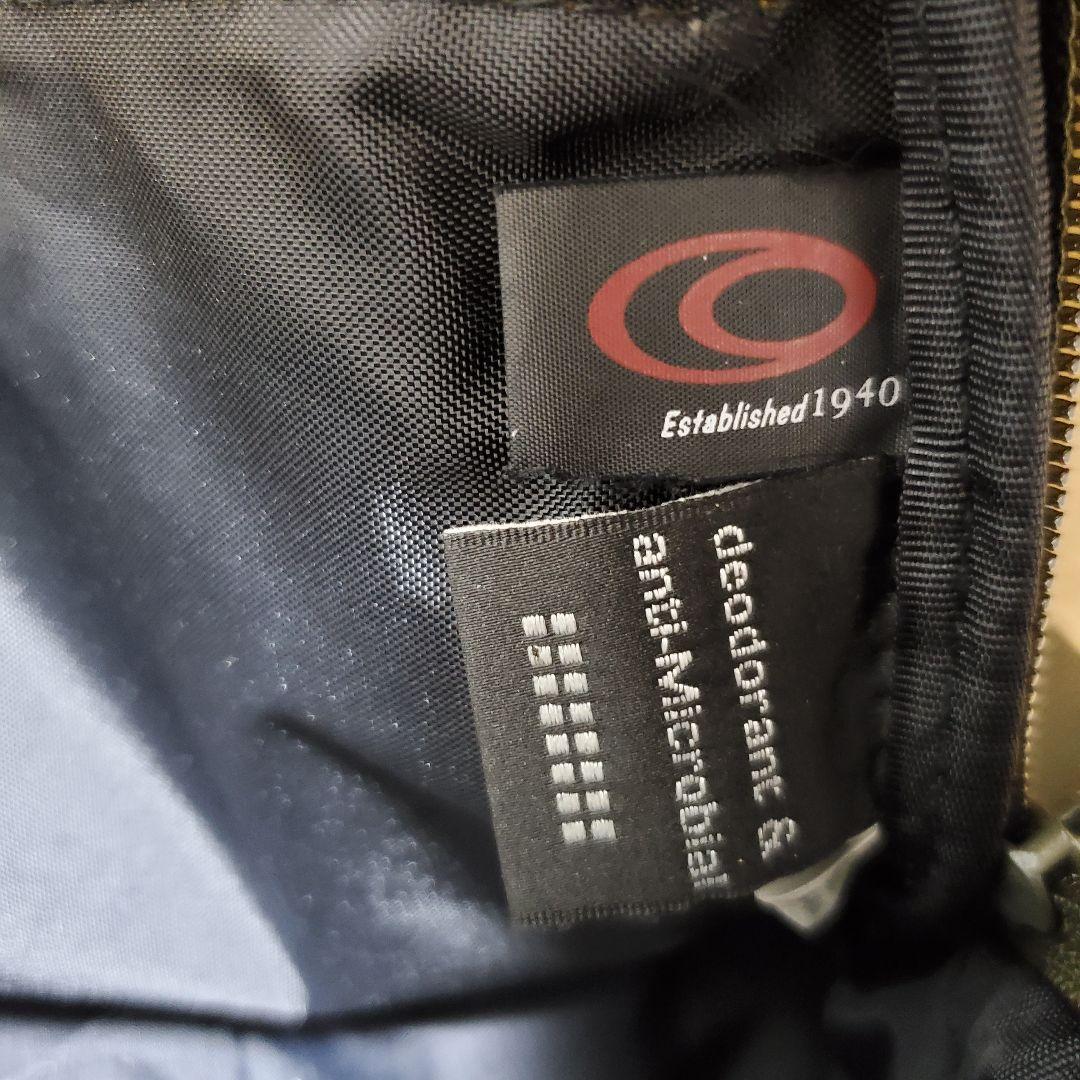 Established1940
deodorant &
anti-Microbial